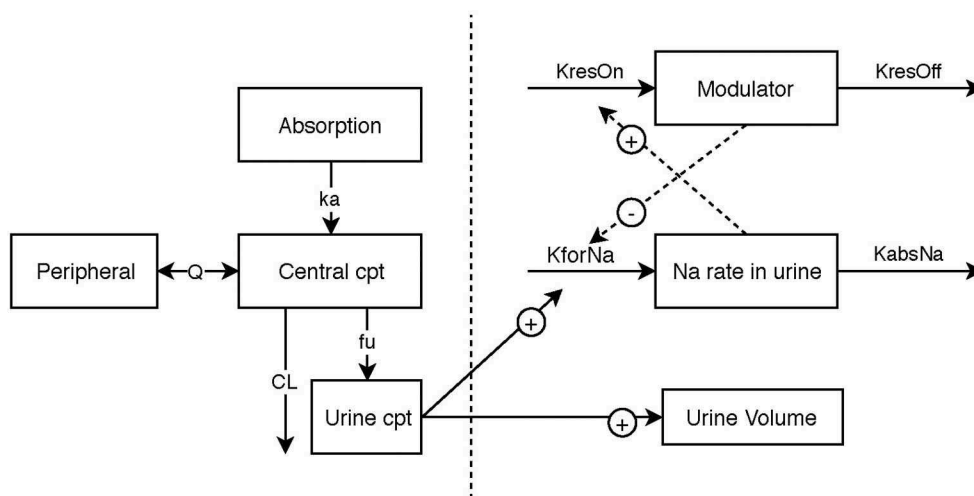 KresOn
Modulator
KresOff
Absorption
+
ka
-
Peripheral
Q
Central cpt
KforNa
Na rate in urine
KabsNa
+
fu
CL
Urine cpt
+
Urine Volume